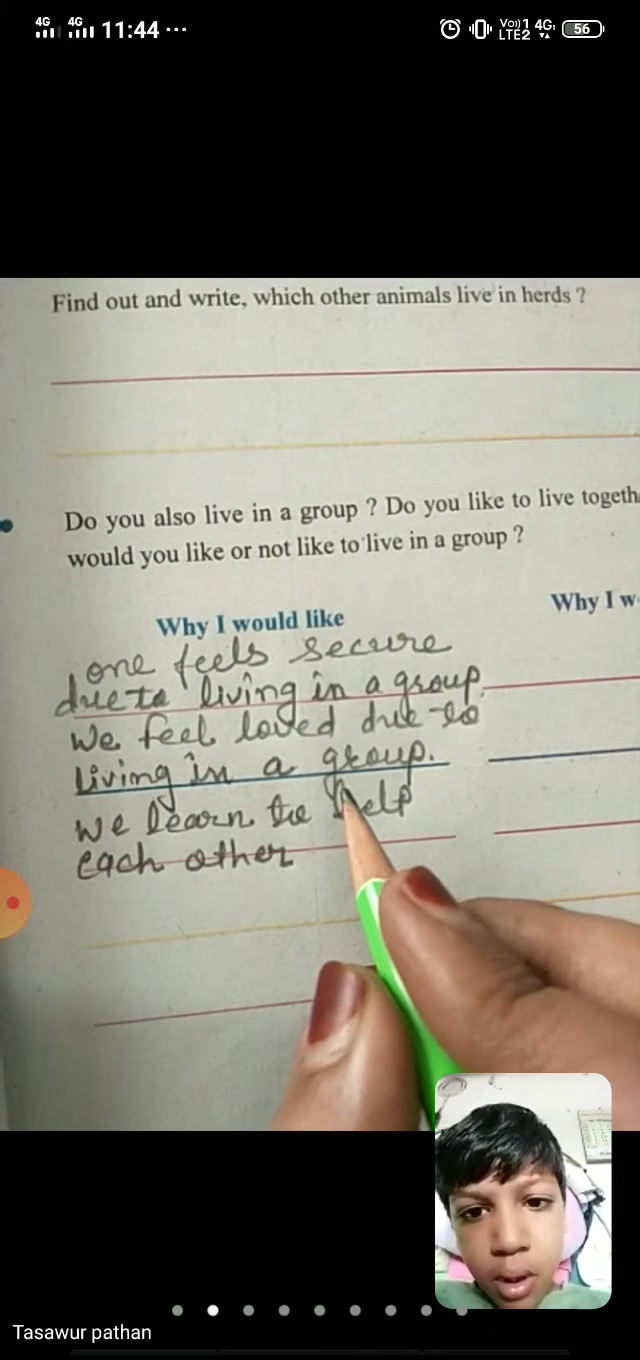 4G 4G 11:44 ... Vo)) 1 LTE2 4G 56
Find out and write, which other animals live in herds ?
Do you also live in a group ? Do you like to live togeth
would you like or not like to live in a group ?
Why I would like
Why I w
one feels secure
due to living in a group.
We feel loved due to
living in a group.
we learn to help
each other
Tasawur pathan